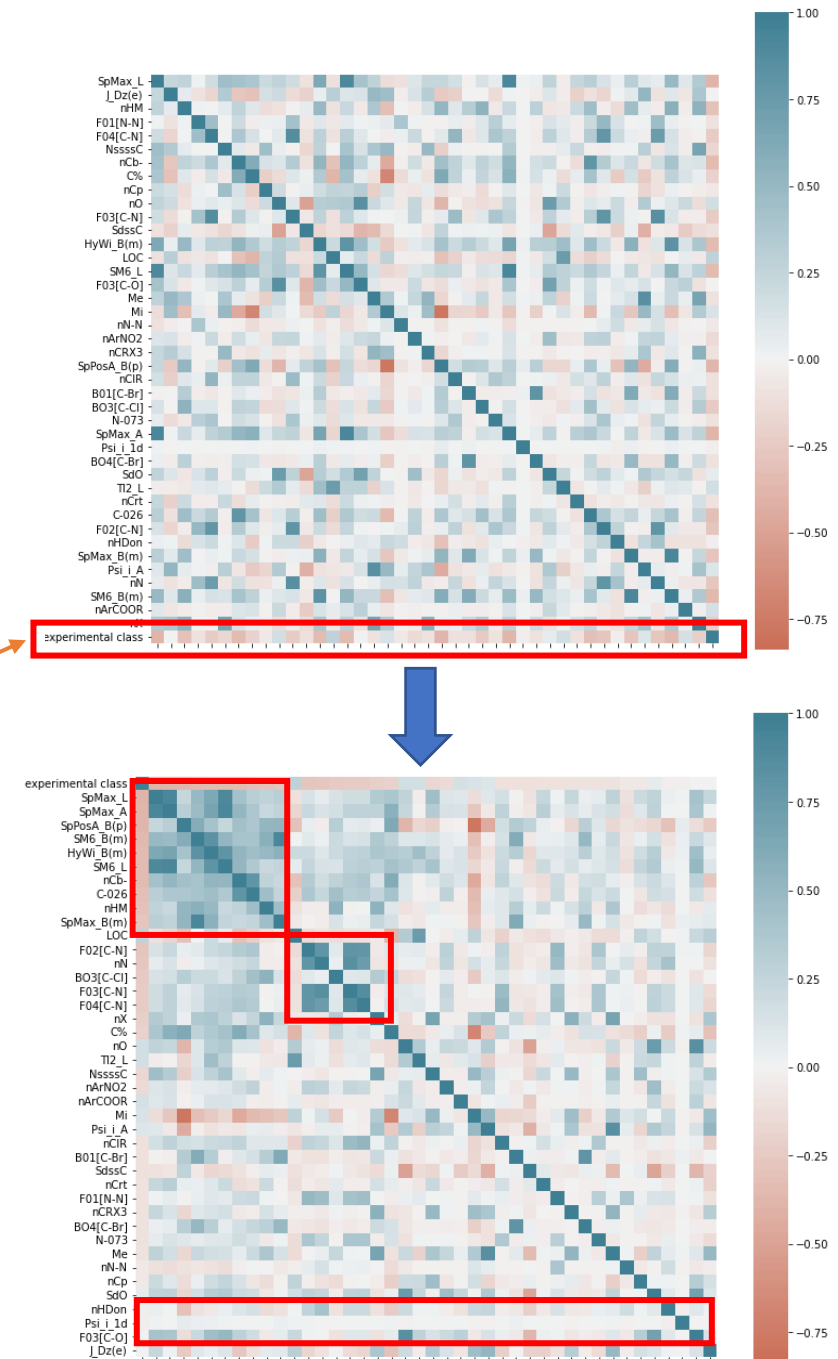 1.00
SpMax_L
J_Dz(e)
nHM
0.75
F01[N-N]
F04[C-N]
NssssC
nCb-
C%
0.50
nCp
nO
F03[C-N]
SdssC
HyWi_B(m)
LOC
0.25
SM6_L
F03[C-O]
Me
Mi
nN-N
nArNO2
nCRX3
0.00
SpPosA_B(p)
nCIR
B01[C-Br]
BO3[C-Cl]
N-073
SpMax_A
−0.25
Psi_i_1d
BO4[C-Br]
SdO
TI2_L
nCrt
C-026
F02[C-N]
−0.50
nHDon
SpMax_B(m)
Psi_i_A
nN
SM6_B(m)
nArCOOR
−0.75
experimental class
1.00
experimental class
SpMax_L
0.75
SpMax_A
SpPosA_B(p)
SM6_B(m)
HyWi_B(m)
SM6_L
nCb-
0.50
C-026
nHM
SpMax_B(m)
LOC
F02[C-N]
nN
0.25
BO3[C-Cl]
F03[C-N]
F04[C-N]
nX
C%
nO
TI2_L
0.00
NssssC
nArNO2
nArCOOR
Mi
Psi_i_A
nCIR
B01[C-Br]
−0.25
SdssC
nCrt
F01[N-N]
nCRX3
BO4[C-Br]
N-073
−0.50
Me
nN-N
nCp
SdO
nHDon
Psi_i_1d
−0.75
F03[C-O]
J_Dz(e)